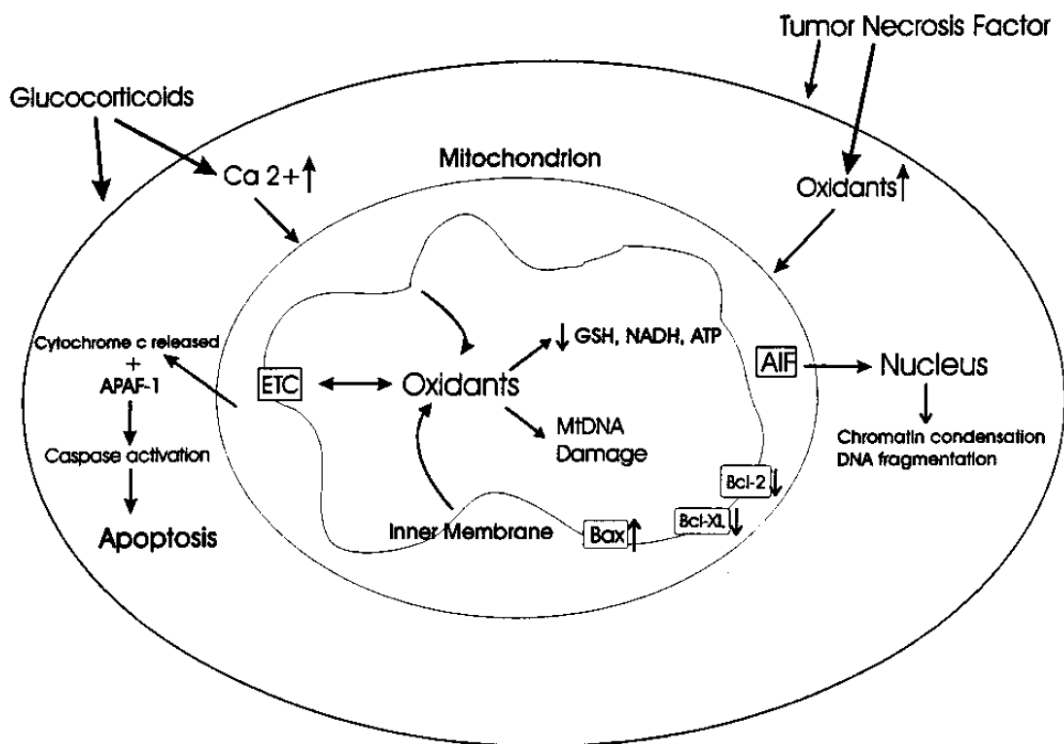 Tumor Necrosis Factor
Glucocorticoids
Mitochondrion
Ca 2+
Oxidants
Cytochrome c released
+
APAF-1
Caspase activation
Apoptosis
ETC
Oxidants
GSH, NADH, ATP
MtDNA
Damage
AIF
Nucleus
Chromatin condensation
DNA fragmentation
Bcl-2
Bcl-XL
Bax
Inner Membrane